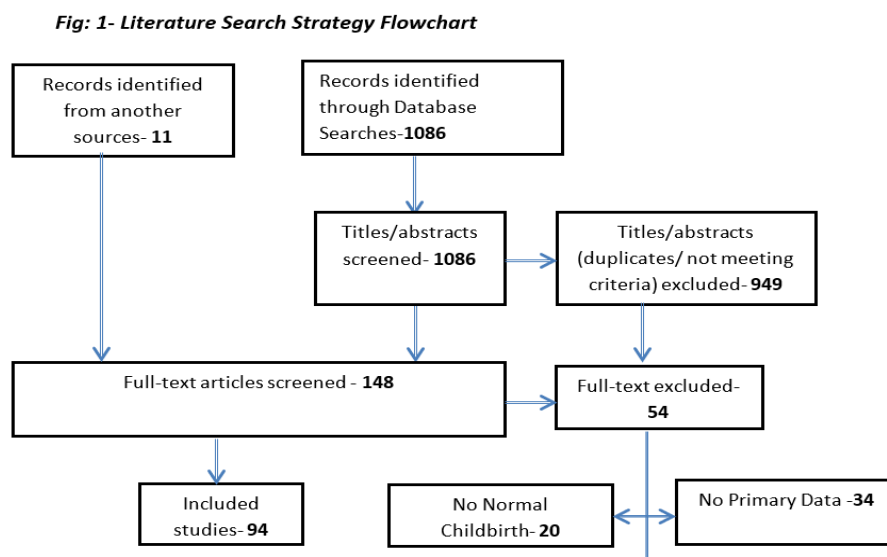 Fig: 1- Literature Search Strategy Flowchart
Records identified
from another
sources- 11
Records identified
through Database
Searches-1086
Titles/abstracts
screened- 1086
Titles/abstracts
(duplicates/ not meeting
criteria) excluded- 949
Full-text articles screened - 148
Full-text excluded-
54
Included
studies- 94
No Normal
Childbirth- 20
No Primary Data -34